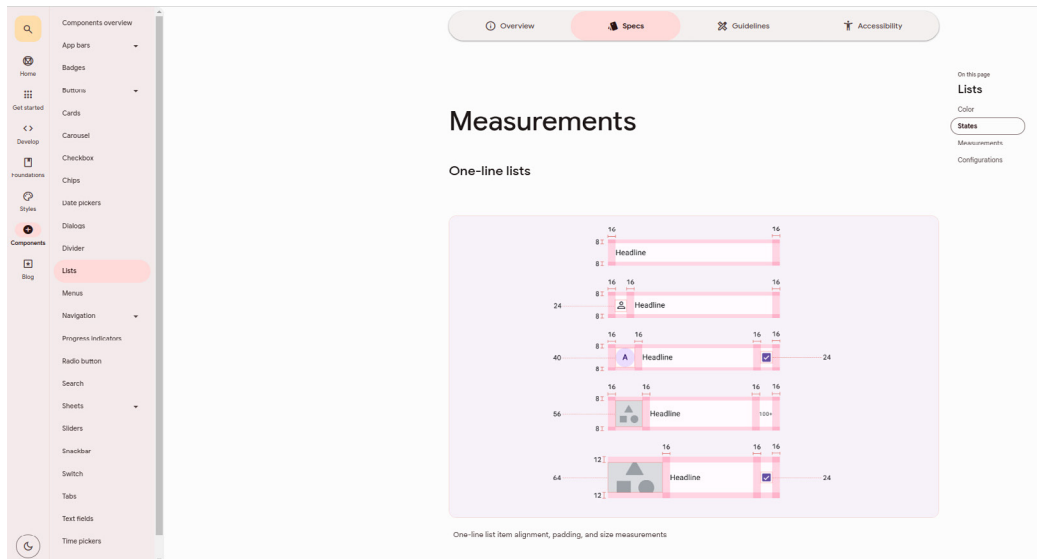 Home
Get started
Develop
Foundations
Styles
Components
Blog
Components overview
App bars
Badges
Buttons
Cards
Carousel
Checkbox
Chips
Date pickers
Dialogs
Divider
Lists
Menus
Navigation
Progress indicators
Radio button
Search
Sheets
Sliders
Snackbar
Switch
Tabs
Text fields
Time pickers
Overview
Specs
Guidelines
Accessibility
On this page
Lists
Color
States
Measurements
Configurations
Measurements
One-line lists
16 16
8
Headline
8
16 16 16
8
24 Headline
8
16 16 16 16
8
40 A Headline 24
8
16 16 16 16
8
56 Headline 100+
8
16 16 16
12
64 Headline 24
12
One-line list item alignment, padding, and size measurements